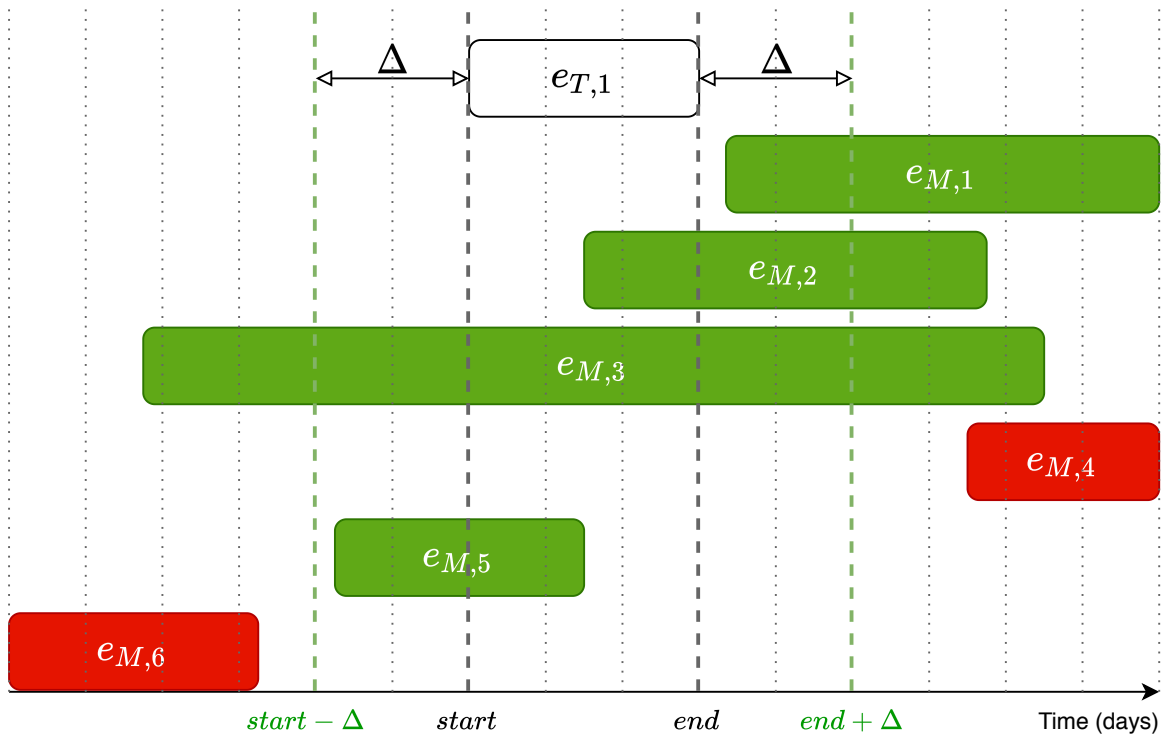 Δ Δ
e_{T,1}
e_{M,1}
e_{M,2}
e_{M,3}
e_{M,4}
e_{M,5}
e_{M,6}
start − Δ start end end + Δ Time (days)